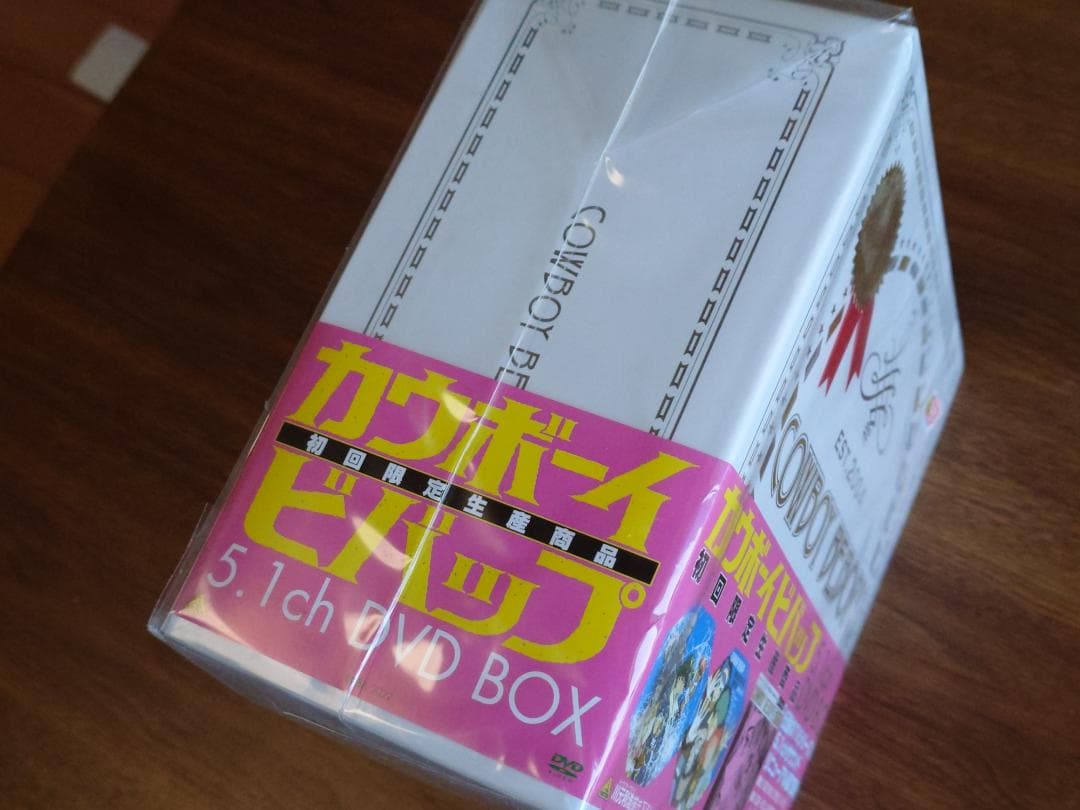 COWBOY BE
カウボーイ
初回限定生産商品
ビバップ
5.1ch DVD BOX
DVD
COWBOY BEBOP
カウボーイビバップ
初回限定生産